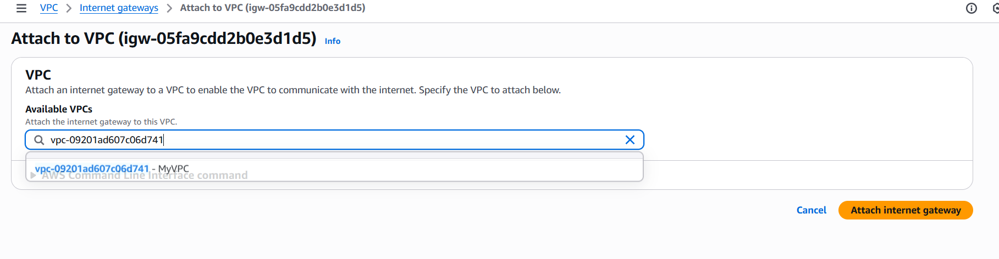 VPC > Internet gateways > Attach to VPC (igw-05fa9cdd2b0e3d1d5)
Attach to VPC (igw-05fa9cdd2b0e3d1d5) Info
VPC
Attach an internet gateway to a VPC to enable the VPC to communicate with the internet. Specify the VPC to attach below.
Available VPCs
Attach the internet gateway to this VPC.
vpc-09201ad607c06d741
vpc-09201ad607c06d741 - MyVPC
AWS Command Line Interface command
Cancel Attach internet gateway